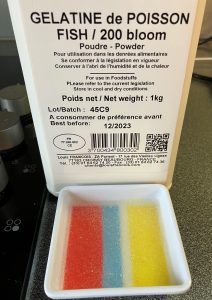 GELATINE de POISSON
FISH / 200 bloom
Poudre - Powder
Pour utilisation dans les denrées alimentaires
Se conformer à la législation en vigueur
Conserver à l'abri de l'humidité et de la chaleur
For use in Foodstuffs
Please refer to the current legislation
Store in cool and dry conditions
Poids net / Net weight : 1kg
Lot/Batch : 45C9
A consommer de préférence avant
Best before: 12/2023
Louis FRANCOIS